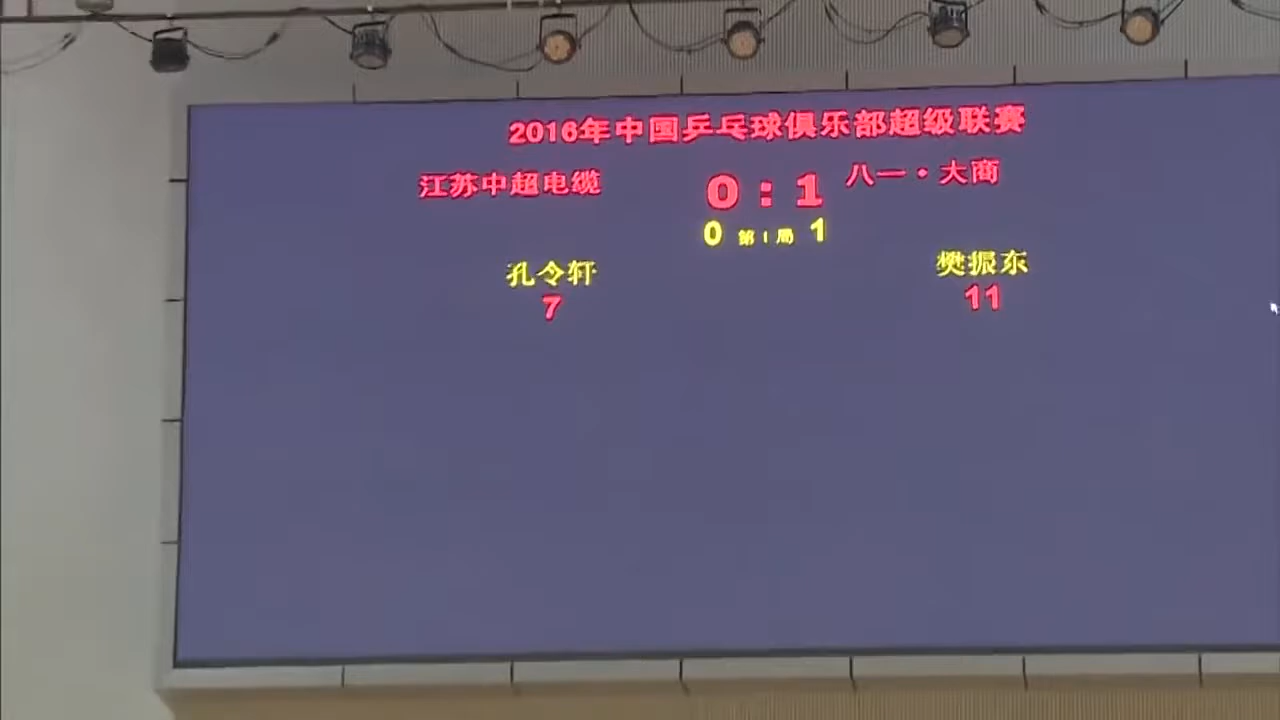 2016年中国乒乓球俱乐部超级联赛
江苏中超电缆 0 : 1 八一·大商
0 第1局 1
孔令轩 樊振东
7 11